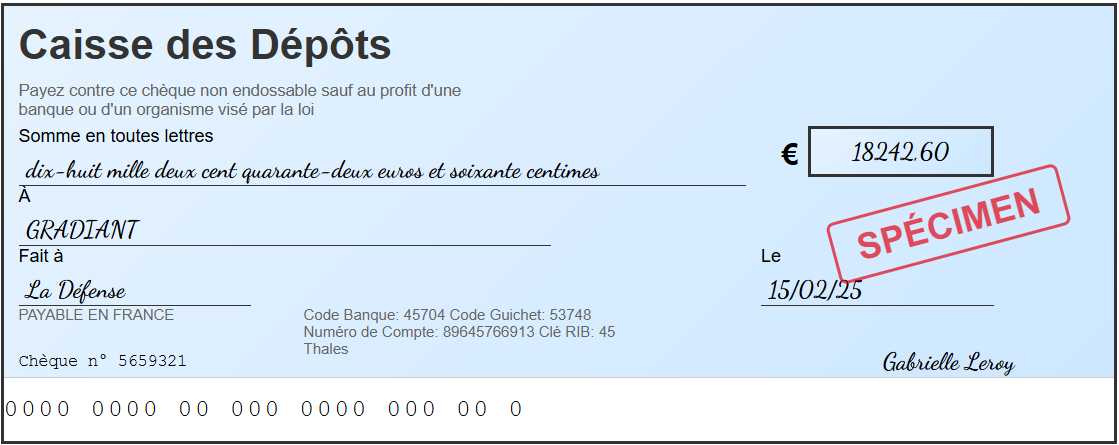 Caisse des Dépôts
Payez contre ce chèque non endossable sauf au profit d'une
banque ou d'un organisme visé par la loi
Somme en toutes lettres
dix-huit mille deux cent quarante-deux euros et soixante centimes
€ 18242,60
À
GRADIANT
SPÉCIMEN
Fait à
Le
La Défense
15/02/25
PAYABLE EN FRANCE
Code Banque: 45704 Code Guichet: 53748
Numéro de Compte: 89645766913 Clé RIB: 45
Thales
Chèque n° 5659321
Gabrielle Leroy
0000 0000 00 000 0000 000 00 0